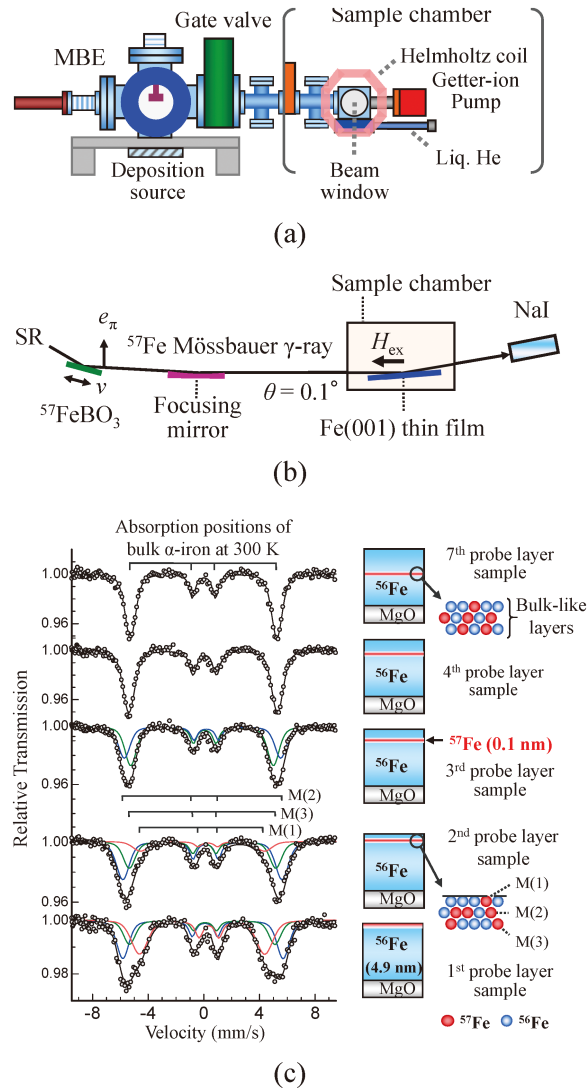 Gate valve
Sample chamber
MBE
Helmholtz coil
Getter-ion
Pump
Deposition
source
Beam
window
Liq. He
(a)
Sample chamber
NaI
SR
e_π
⁵⁷Fe Mössbauer γ-ray
H_ex
v
⁵⁷FeBO₃
Focusing
mirror
θ = 0.1°
Fe(001) thin film
(b)
Absorption positions of
bulk α-iron at 300 K
1.00
0.96
1.00
0.96
1.00
0.96
M(2)
M(3)
M(1)
1.00
0.96
1.00
0.98
Relative Transmission
-8
-4
0
4
8
Velocity (mm/s)
⁵⁶Fe
MgO
7th probe layer
sample
Bulk-like
layers
⁵⁶Fe
MgO
4th probe layer
sample
⁵⁶Fe
MgO
⁵⁷Fe (0.1 nm)
3rd probe layer
sample
⁵⁶Fe
MgO
2nd probe layer
sample
M(1)
M(2)
M(3)
⁵⁶Fe
(4.9 nm)
MgO
1st probe layer
sample
⁵⁷Fe
⁵⁶Fe
(c)